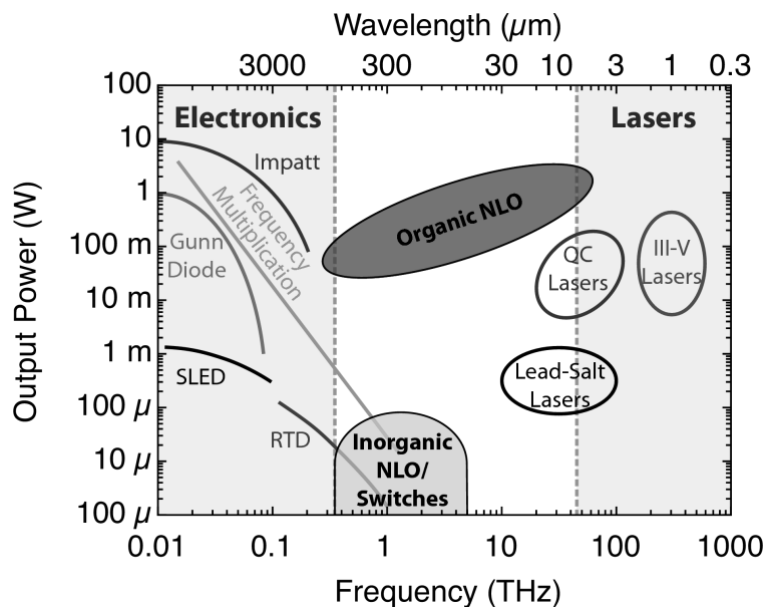 Wavelength (μm)
3000 300 30 10 3 1 0.3
100
10
1
100 m
10 m
1 m
100 μ
10 μ
100 μ
Output Power (W)
Electronics
Lasers
Impatt
Frequency
Multiplication
Gunn
Diode
Organic NLO
QC
Lasers
III-V
Lasers
SLED
Lead-Salt
Lasers
RTD
Inorganic
NLO/
Switches
0.01 0.1 1 10 100 1000
Frequency (THz)